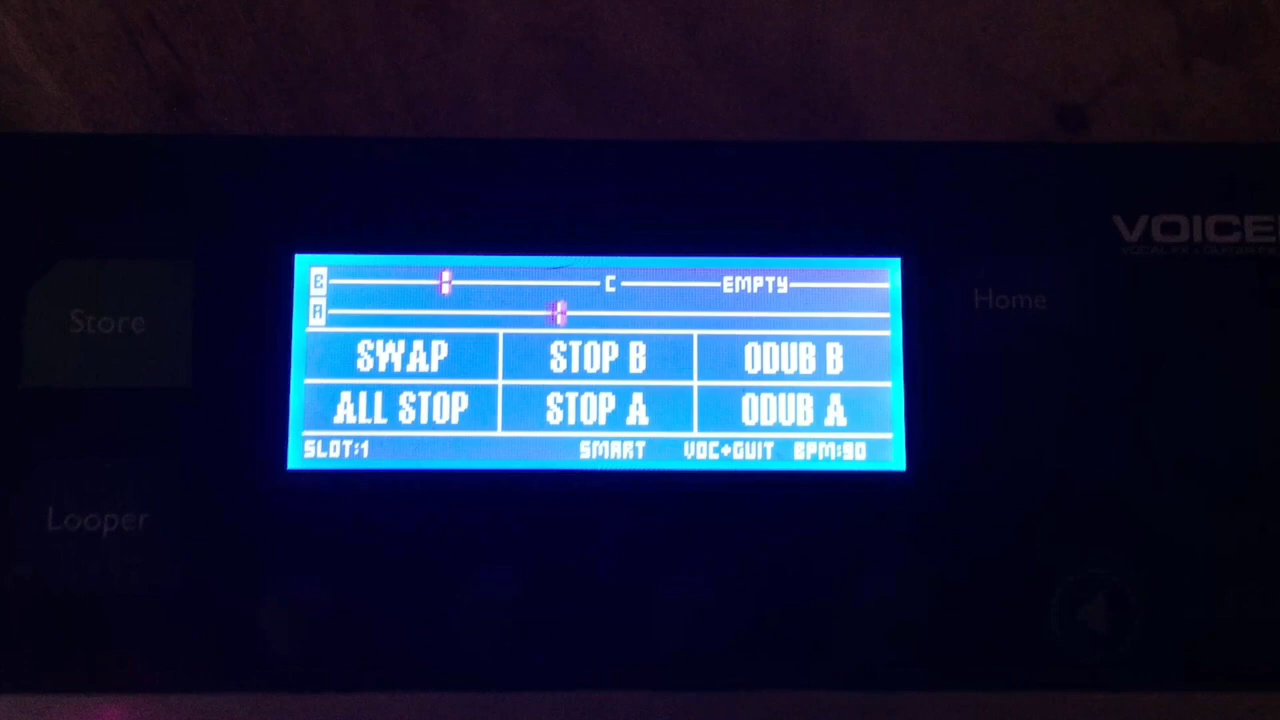 VOICE
Store
Home
B C EMPTY
A
SWAP STOP B ODUB B
ALL STOP STOP A ODUB A
SLOT:1 SMART VOC+GUIT BPM:90
Looper